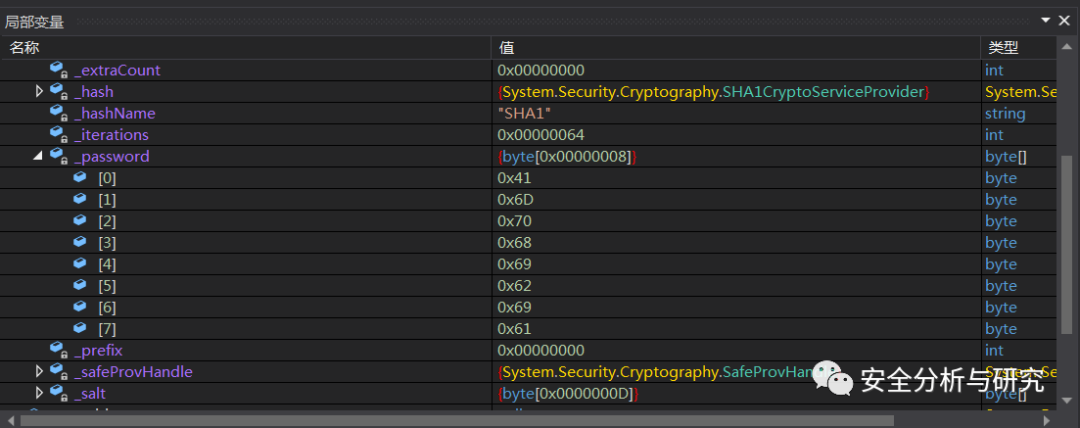 局部变量
名称 值 类型
_extraCount 0x00000000 int
_hash {System.Security.Cryptography.SHA1CryptoServiceProvider} System.Se
_hashName "SHA1" string
_iterations 0x00000064 int
_password {byte[0x00000008]} byte[]
[0] 0x41 byte
[1] 0x6D byte
[2] 0x70 byte
[3] 0x68 byte
[4] 0x69 byte
[5] 0x62 byte
[6] 0x69 byte
[7] 0x61 byte
_prefix 0x00000000 int
_safeProvHandle {System.Security.Cryptography.SafeProvHand
_salt {byte[0x0000000D]} byte[]
安全分析与研究